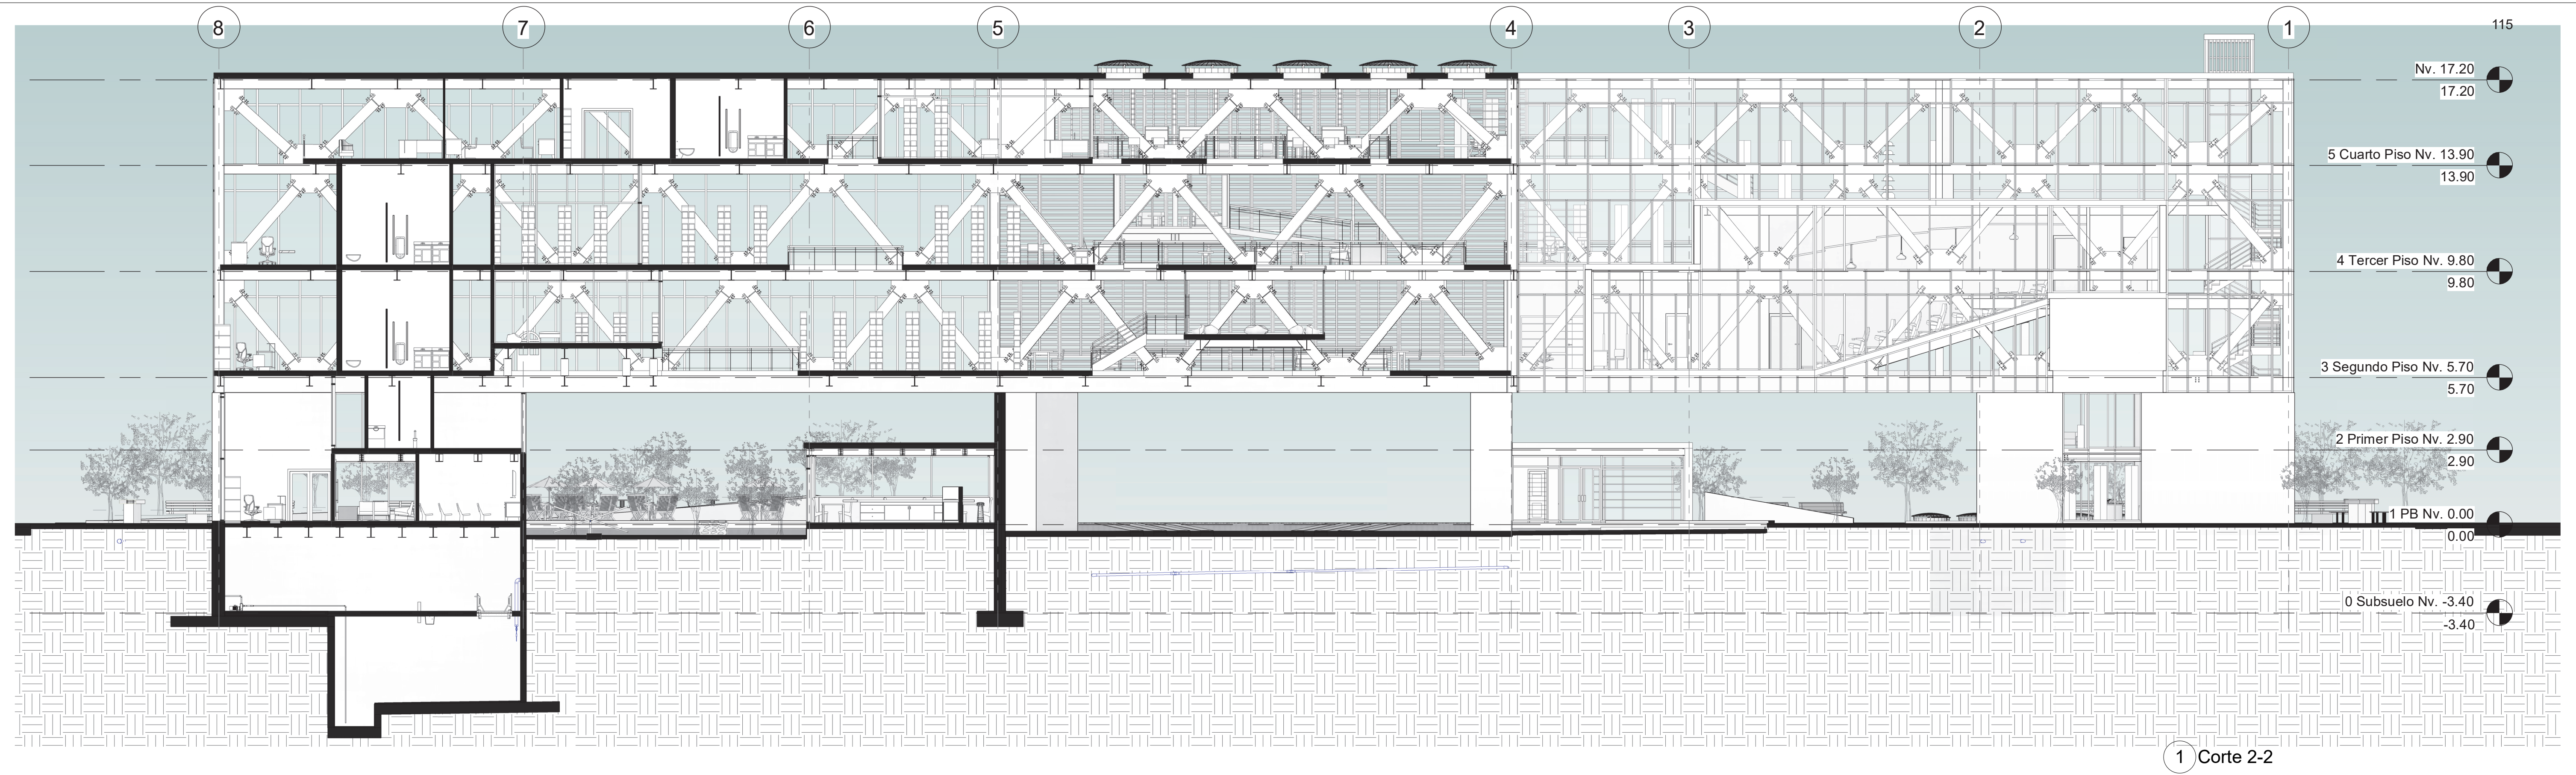 8
7
6
5
4
3
2
1
115
Nv. 17.20
17.20
5 Cuarto Piso Nv. 13.90
13.90
4 Tercer Piso Nv. 9.80
9.80
3 Segundo Piso Nv. 5.70
5.70
2 Primer Piso Nv. 2.90
2.90
1 PB Nv. 0.00
0.00
0 Subsuelo Nv. -3.40
-3.40
1 Corte 2-2